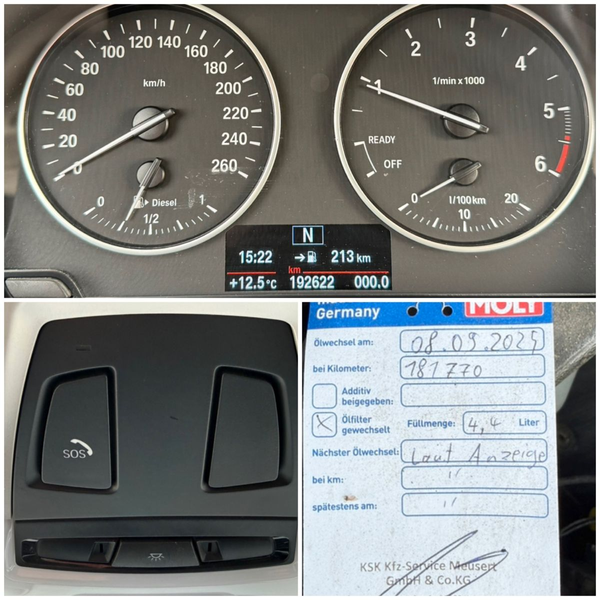 100 120 140
80 160
60 km/h 180
40 200
20 220
0 240
260
Diesel
0 1/2 1
1 2 3 4 5 6
1/min x 1000
READY
OFF
l/100km
10 20
N
15:22 213 km
km
+12.5°C 192622 000.0
SOS
Germany MOLY
Ölwechsel am: 08.09.2024
bei Kilometer: 181770
Additiv
beigegeben:
X Ölfilter
gewechselt Füllmenge: 4,4 Liter
Nächster Ölwechsel: Laut Anzeige
bei km: "
spätestens am: "
KSK Kfz-Service Meusert
GmbH & Co.KG